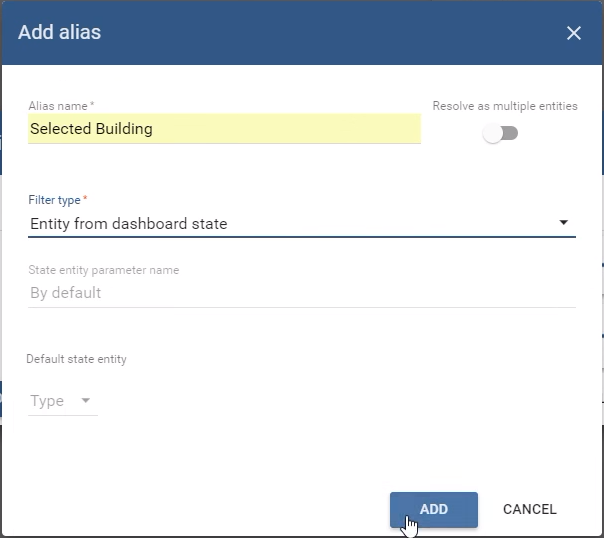 Add alias
Alias name *
Resolve as multiple entities
Selected Building
Filter type *
Entity from dashboard state
State entity parameter name
By default
Default state entity
Type
ADD
CANCEL